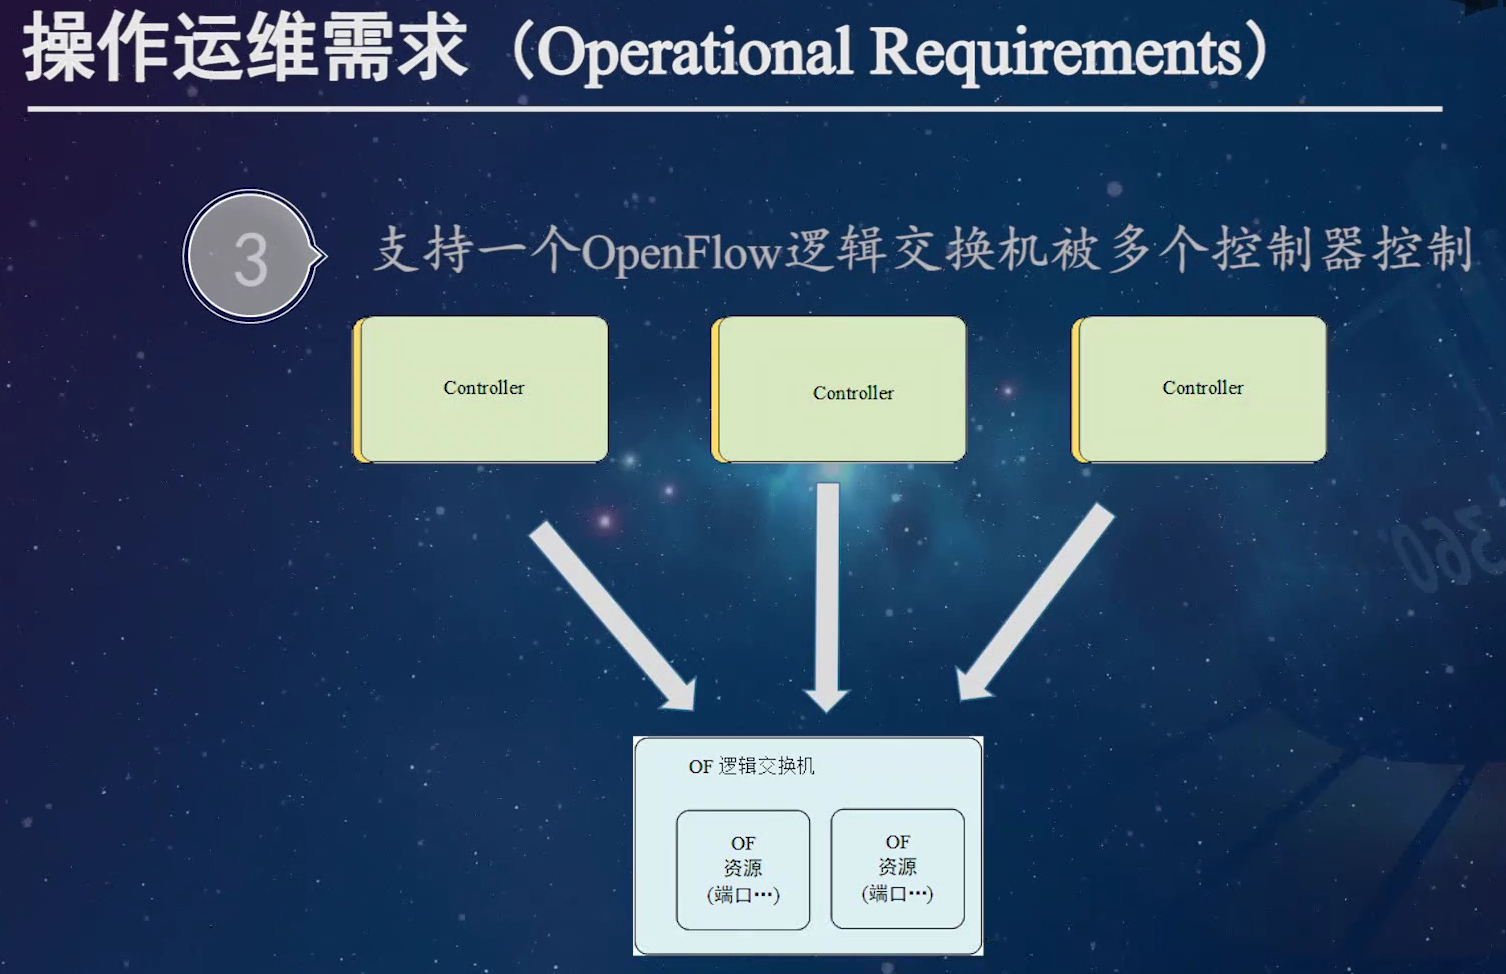 操作运维需求（Operational Requirements）
3
支持一个OpenFlow逻辑交换机被多个控制器控制
Controller
Controller
Controller
360°
OF 逻辑交换机
OF
资源
(端口···)
OF
资源
(端口···)